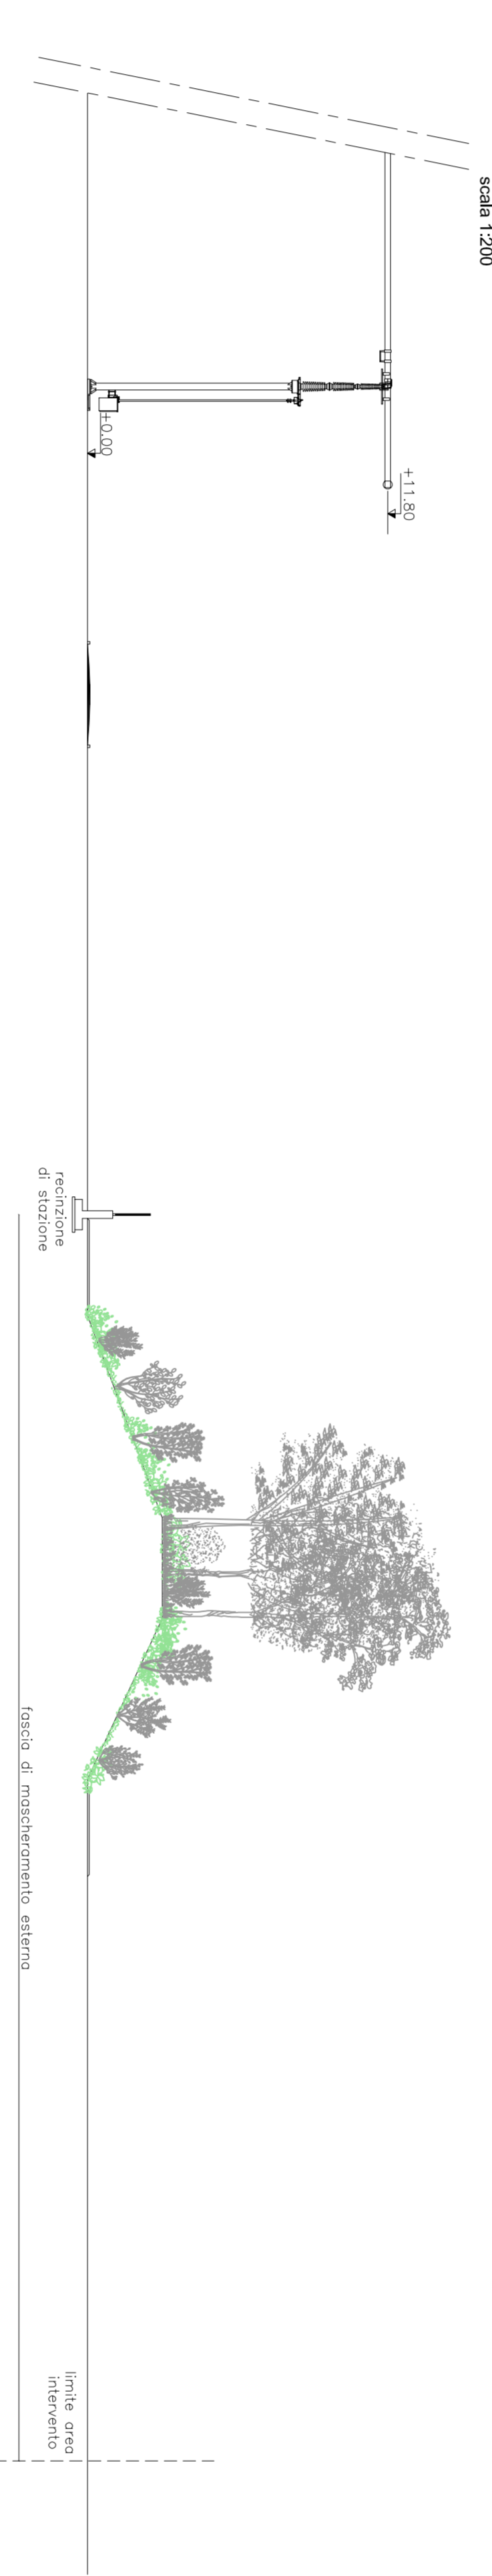 scala 1:200
+11.80
+0.00
recinzione
di stazione
fascia di mascheramento esterna
limite area
intervento